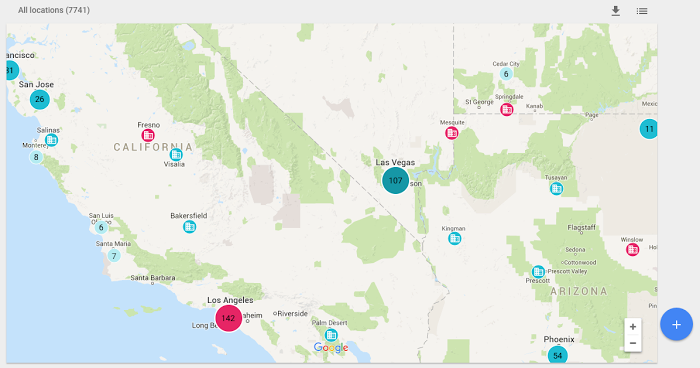 All locations (7741)
ancisco
31
San Jose
26
Salinas
Monterey
8
Fresno
CALIFORNIA
Visalia
San Luis
Obispo
6
Santa Maria
7
Bakersfield
Santa Barbara
Los Angeles
142
Long B
aheim
Riverside
Palm Desert
Google
Las Vegas
107
rson
Cedar City
6
St George
Springdale
Kanab
Mesquite
Page
Mexic
11
Tusayan
Kingman
Flagstaff
Sedona
Winslow
Ho
Cottonwood
Prescott Valley
Prescott
ARIZONA
Phoenix
54
+
−
+